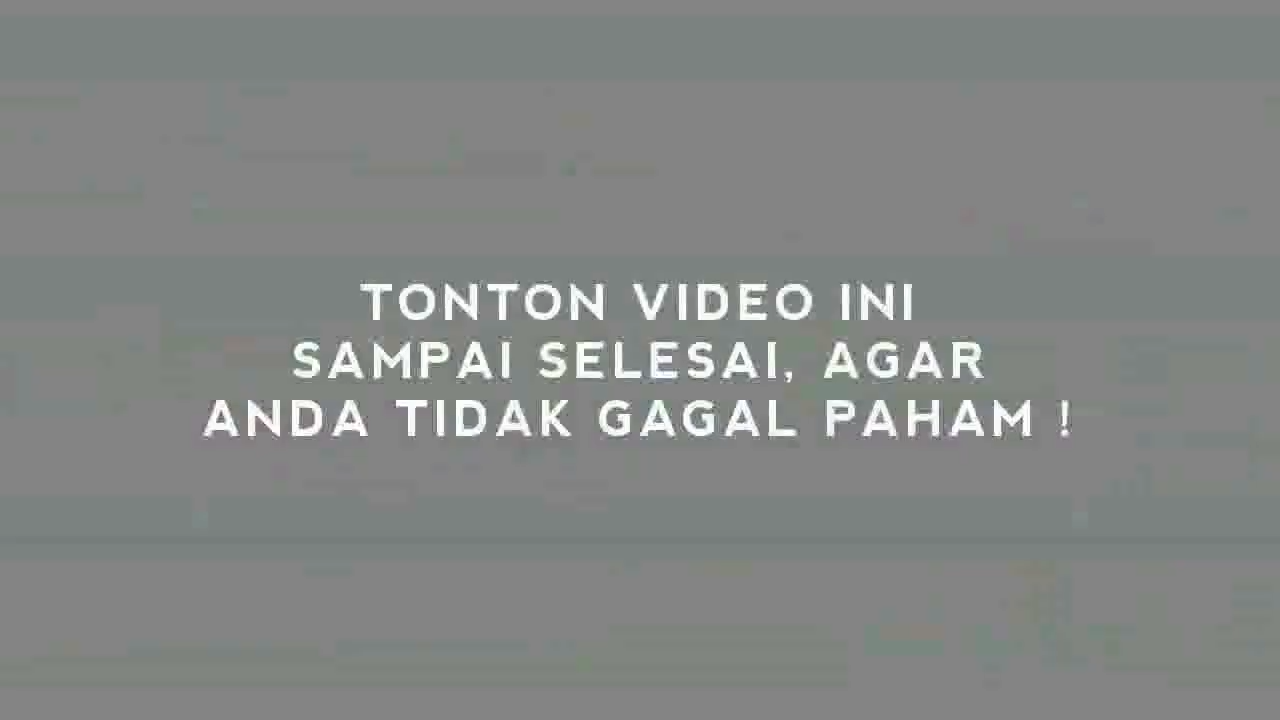 TONTON VIDEO INI
SAMPAI SELESAI, AGAR
ANDA TIDAK GAGAL PAHAM !